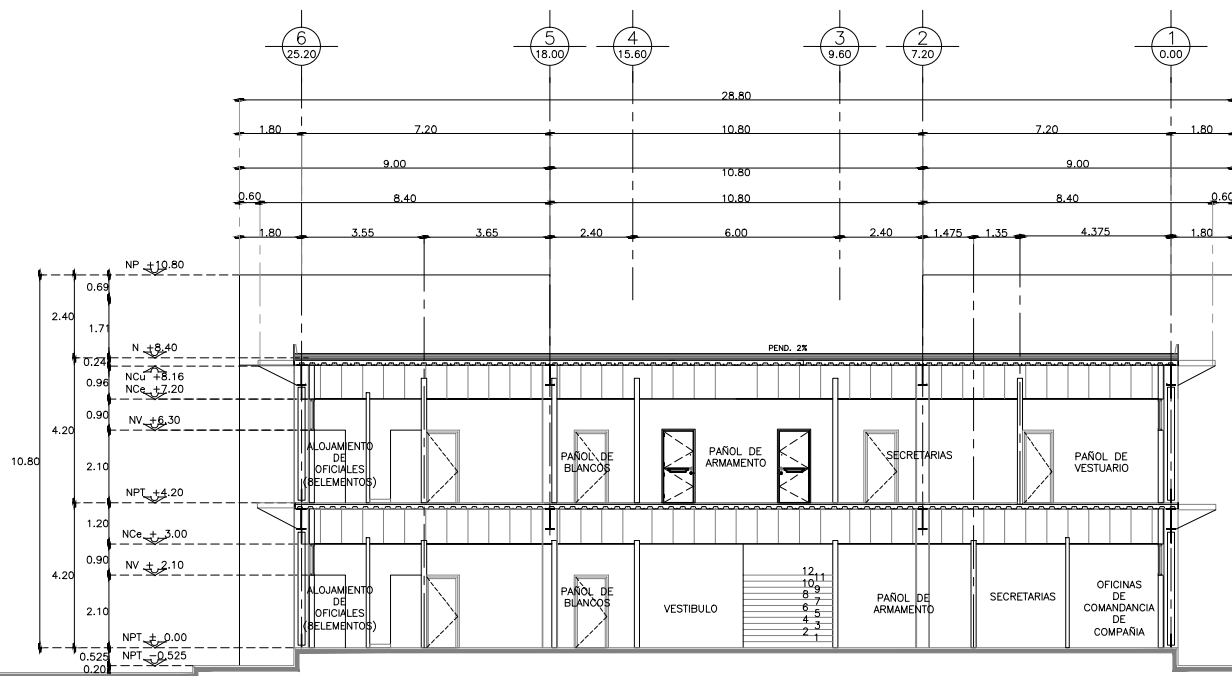 6 5 4 3 2 1
25.20 18.00 15.60 9.60 7.20 0.00
28.80
1.80 7.20 10.80 7.20 1.80
9.00 10.80 9.00
0.60 8.40 10.80 8.40 0.60
1.80 3.55 3.65 2.40 6.00 2.40 1.475 1.35 4.375 1.80
NP +10.80
0.69
2.40
1.71
N +8.40
PEND. 2%
0.24
NCu +8.16
0.96
NCe +7.20
0.90
NV +6.30
4.20
10.80
2.10
ALOJAMIENTO
DE
OFICIALES
(8ELEMENTOS)
PAÑOL DE
BLANCOS
PAÑOL DE
ARMAMENTO
SECRETARIAS
PAÑOL DE
VESTUARIO
NPT +4.20
1.20
NCe + 3.00
0.90
NV + 2.10
4.20
2.10
ALOJAMIENTO
DE
OFICIALES
(8ELEMENTOS)
PAÑOL DE
BLANCOS
VESTIBULO
12
11
10
9
8
7
6
5
4
3
2
1
PAÑOL DE
ARMAMENTO
SECRETARIAS
OFICINAS
DE
COMANDANCIA
DE
COMPAÑIA
NPT + 0.00
0.525
NPT -0.525
0.20